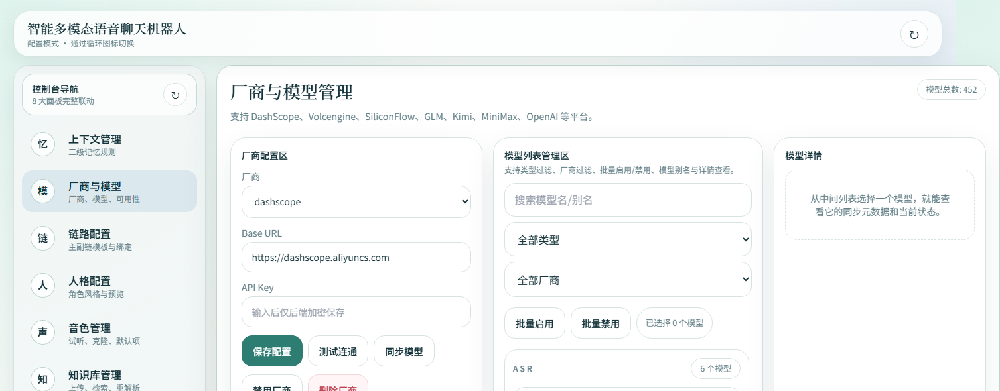 智能多模态语音聊天机器人
配置模式 · 通过循环图标切换
控制台导航
8 大面板完整联动
忆
上下文管理
三级记忆规则
模
厂商与模型
厂商、模型、可用性
链
链路配置
主副链模板与绑定
人
人格配置
角色风格与预览
声
音色管理
试听、克隆、默认项
知
知识库管理
上传、检索、重解析
厂商与模型管理
模型总数: 452
支持 DashScope、Volcengine、SiliconFlow、GLM、Kimi、MiniMax、OpenAI 等平台。
厂商配置区
厂商
dashscope
Base URL
https://dashscope.aliyuncs.com
API Key
输入后仅后端加密保存
保存配置
测试连通
同步模型
禁用厂商
删除厂商
模型列表管理区
支持类型过滤、厂商过滤、批量启用/禁用、模型别名与详情查看。
搜索模型名/别名
全部类型
全部厂商
批量启用
批量禁用
已选择 0 个模型
ASR
6 个模型
模型详情
从中间列表选择一个模型，就能查
看它的同步元数据和当前状态。